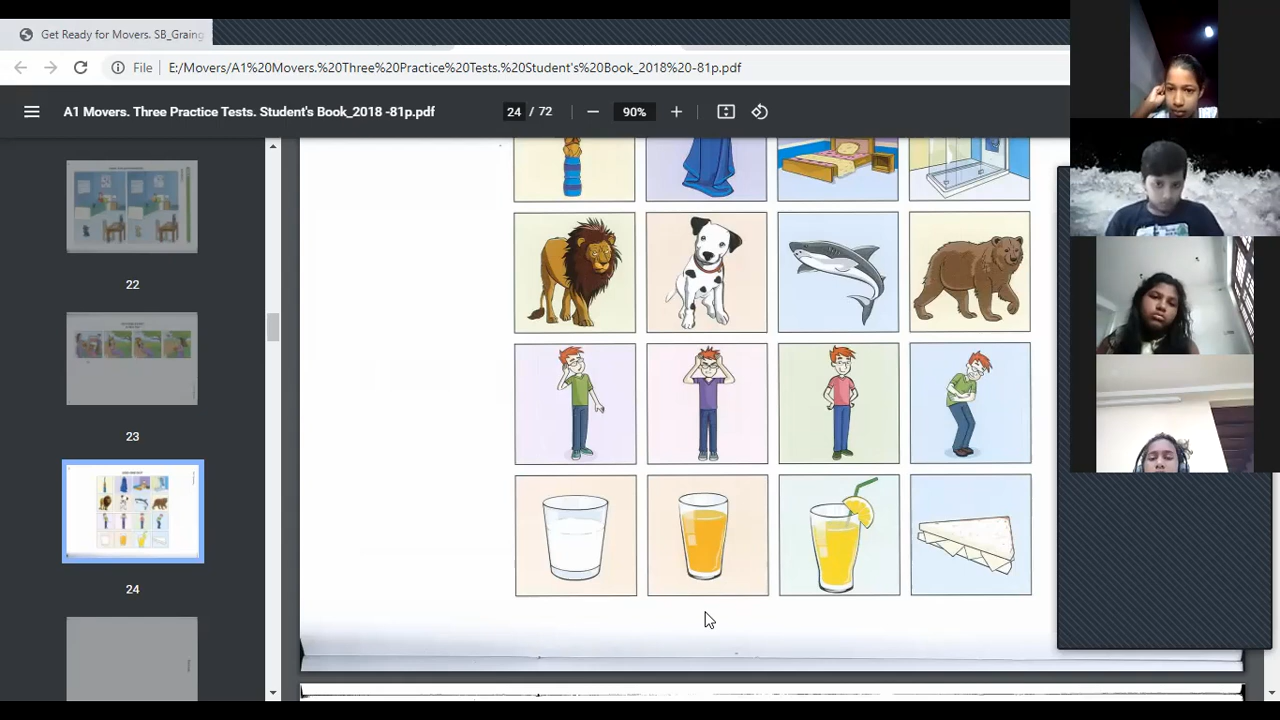 Get Ready for Movers. SB_Graing
File
E:/Movers/A1%20Movers.%20Three%20Practice%20Tests.%20Student's%20Book_2018%20-81p.pdf
A1 Movers. Three Practice Tests. Student's Book_2018 -81p.pdf
24 / 72
90%
22
23
24